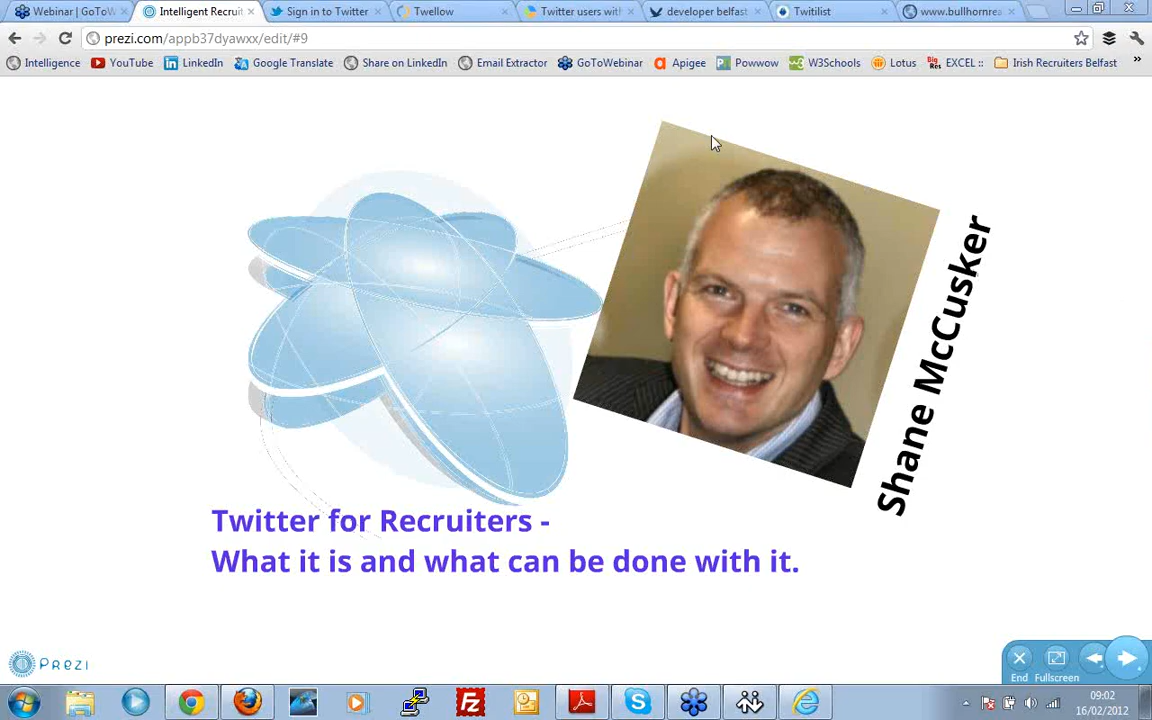 Webinar | GoToW
Intelligent Recruit
Sign in to Twitter
Twellow
Twitter users with
developer belfast
Twitilist
www.bullhornrea
prezi.com/appb37dyawxx/edit/#9
Intelligence
YouTube
LinkedIn
Google Translate
Share on LinkedIn
Email Extractor
GoToWebinar
Apigee
Powwow
W3Schools
Lotus
Big Res
EXCEL ::
Irish Recruiters Belfast
Shane McCusker
Twitter for Recruiters -
What it is and what can be done with it.
Prezi
End
Fullscreen
09:02
16/02/2012